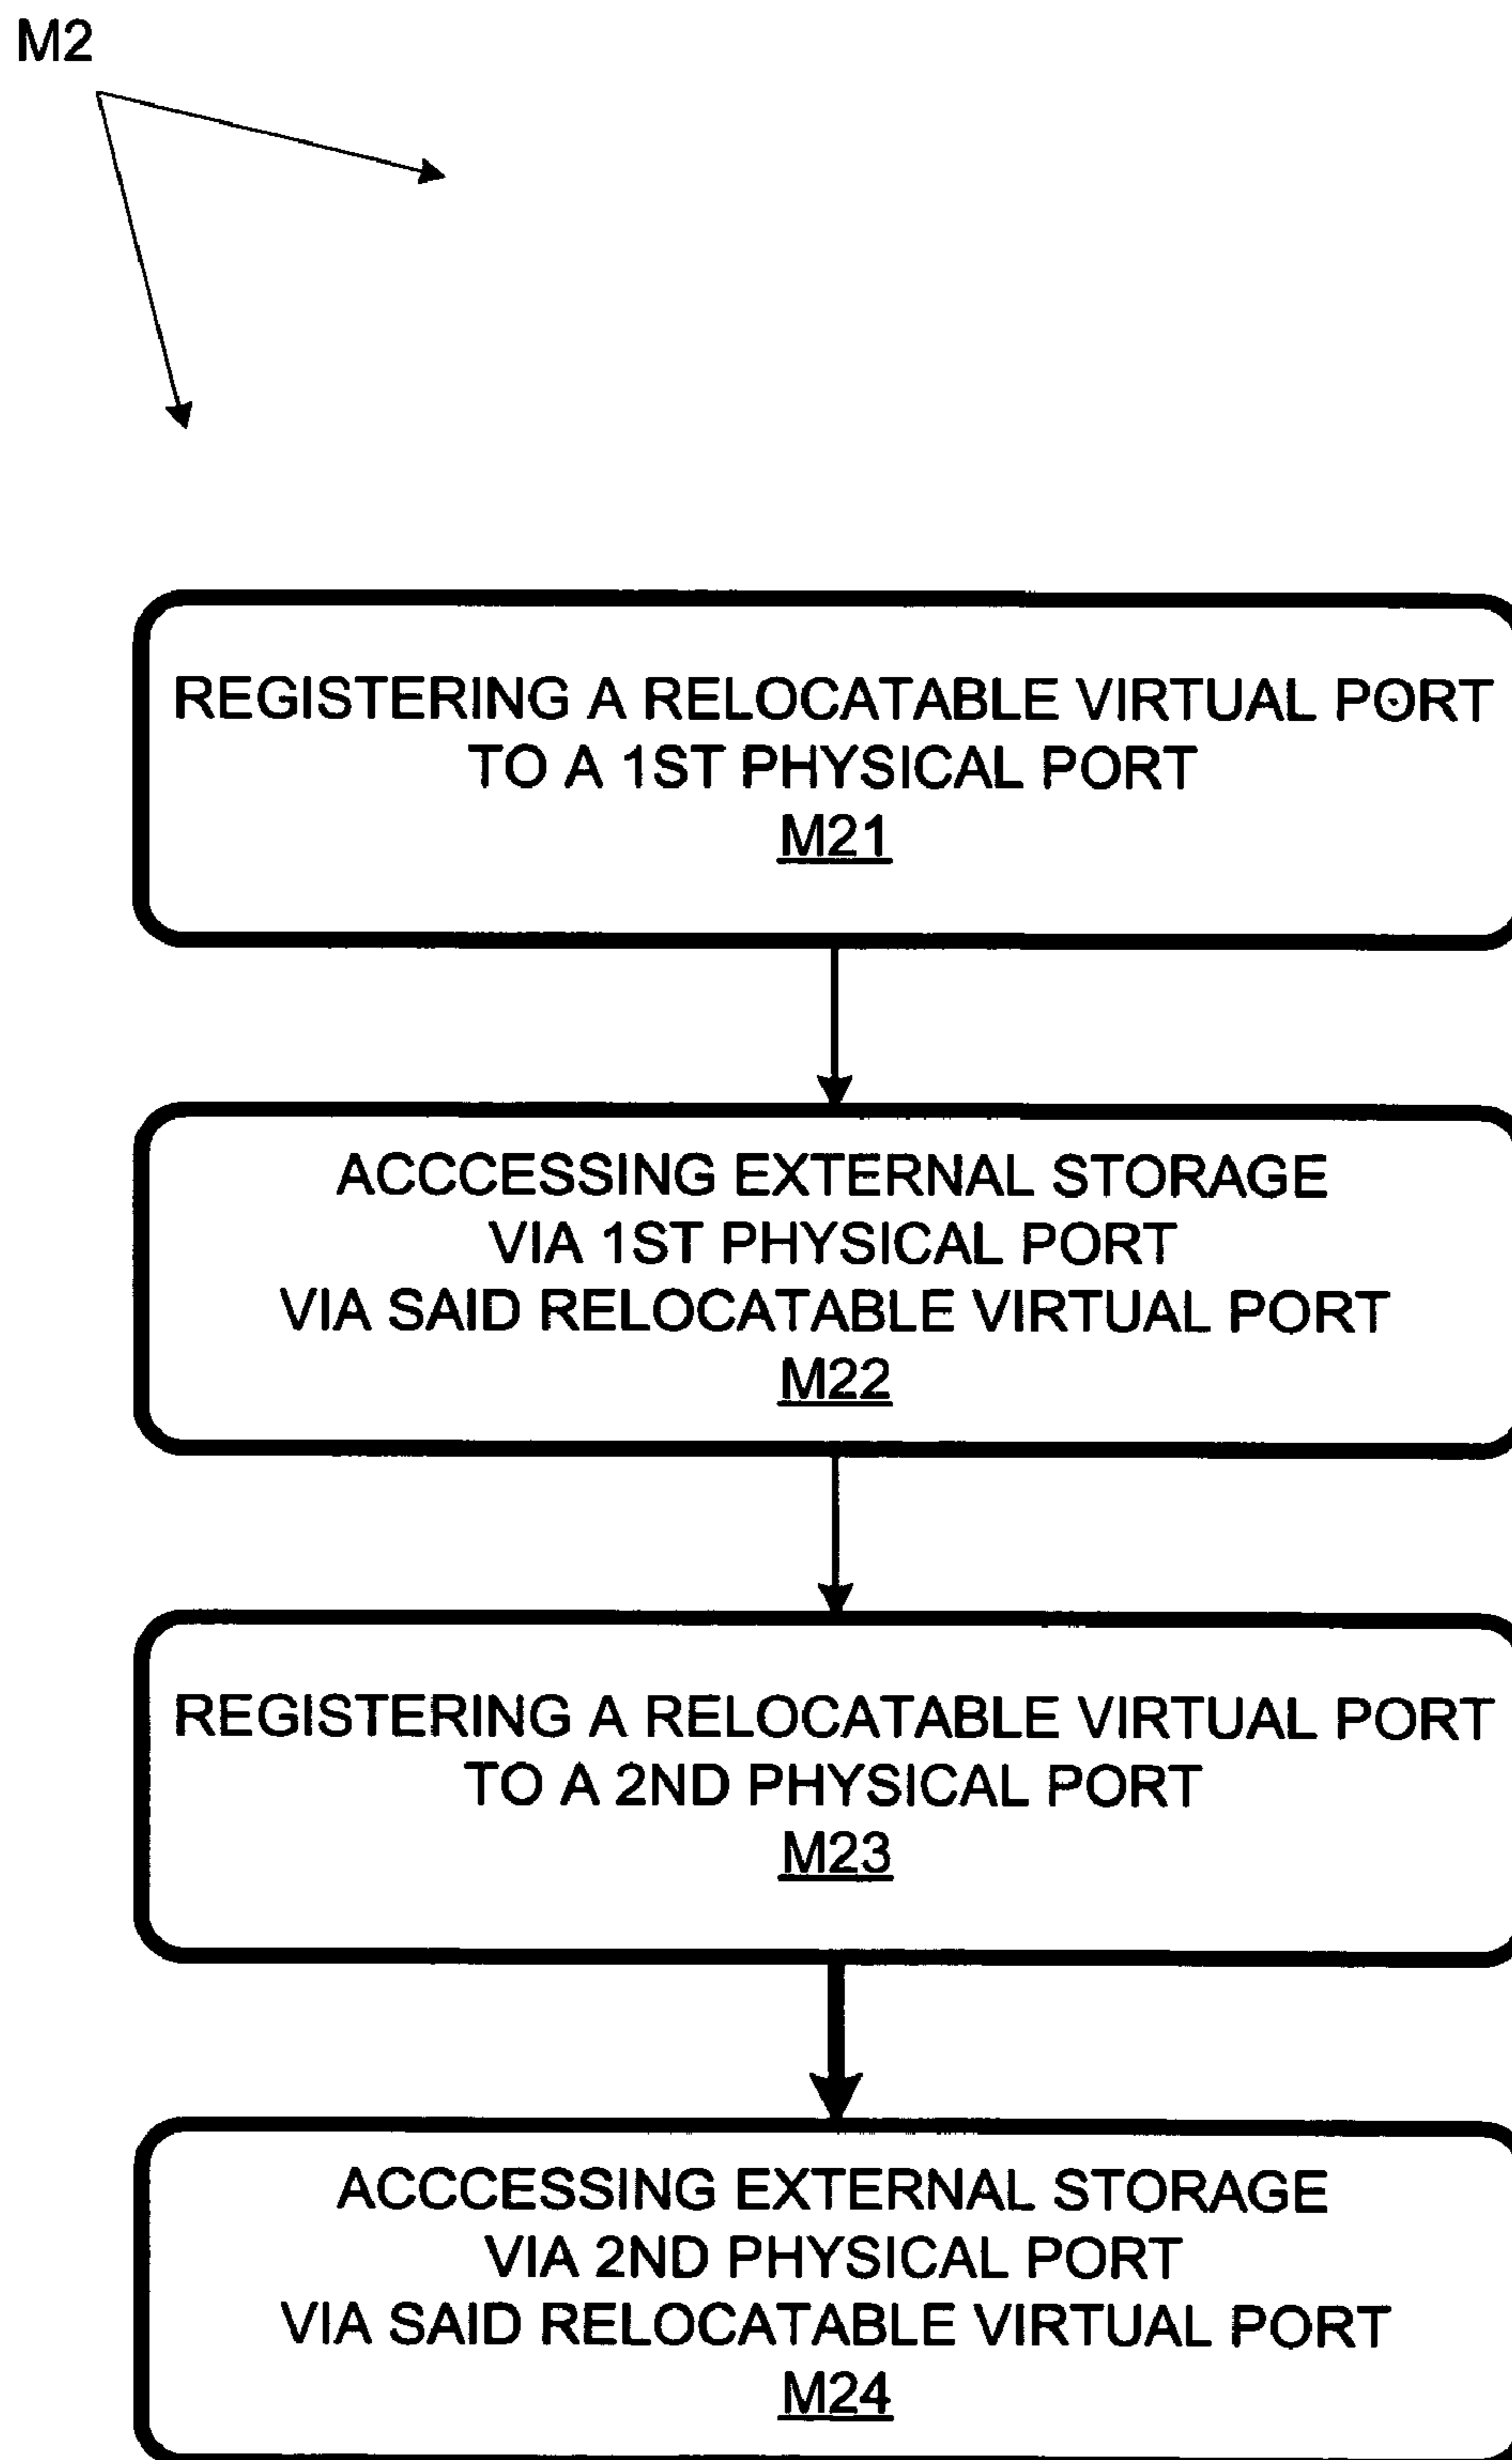 M2
REGISTERING A RELOCATABLE VIRTUAL PORT
TO A 1ST PHYSICAL PORT
M21
ACCCESSING EXTERNAL STORAGE
VIA 1ST PHYSICAL PORT
VIA SAID RELOCATABLE VIRTUAL PORT
M22
REGISTERING A RELOCATABLE VIRTUAL PORT
TO A 2ND PHYSICAL PORT
M23
ACCCESSING EXTERNAL STORAGE
VIA 2ND PHYSICAL PORT
VIA SAID RELOCATABLE VIRTUAL PORT
M24